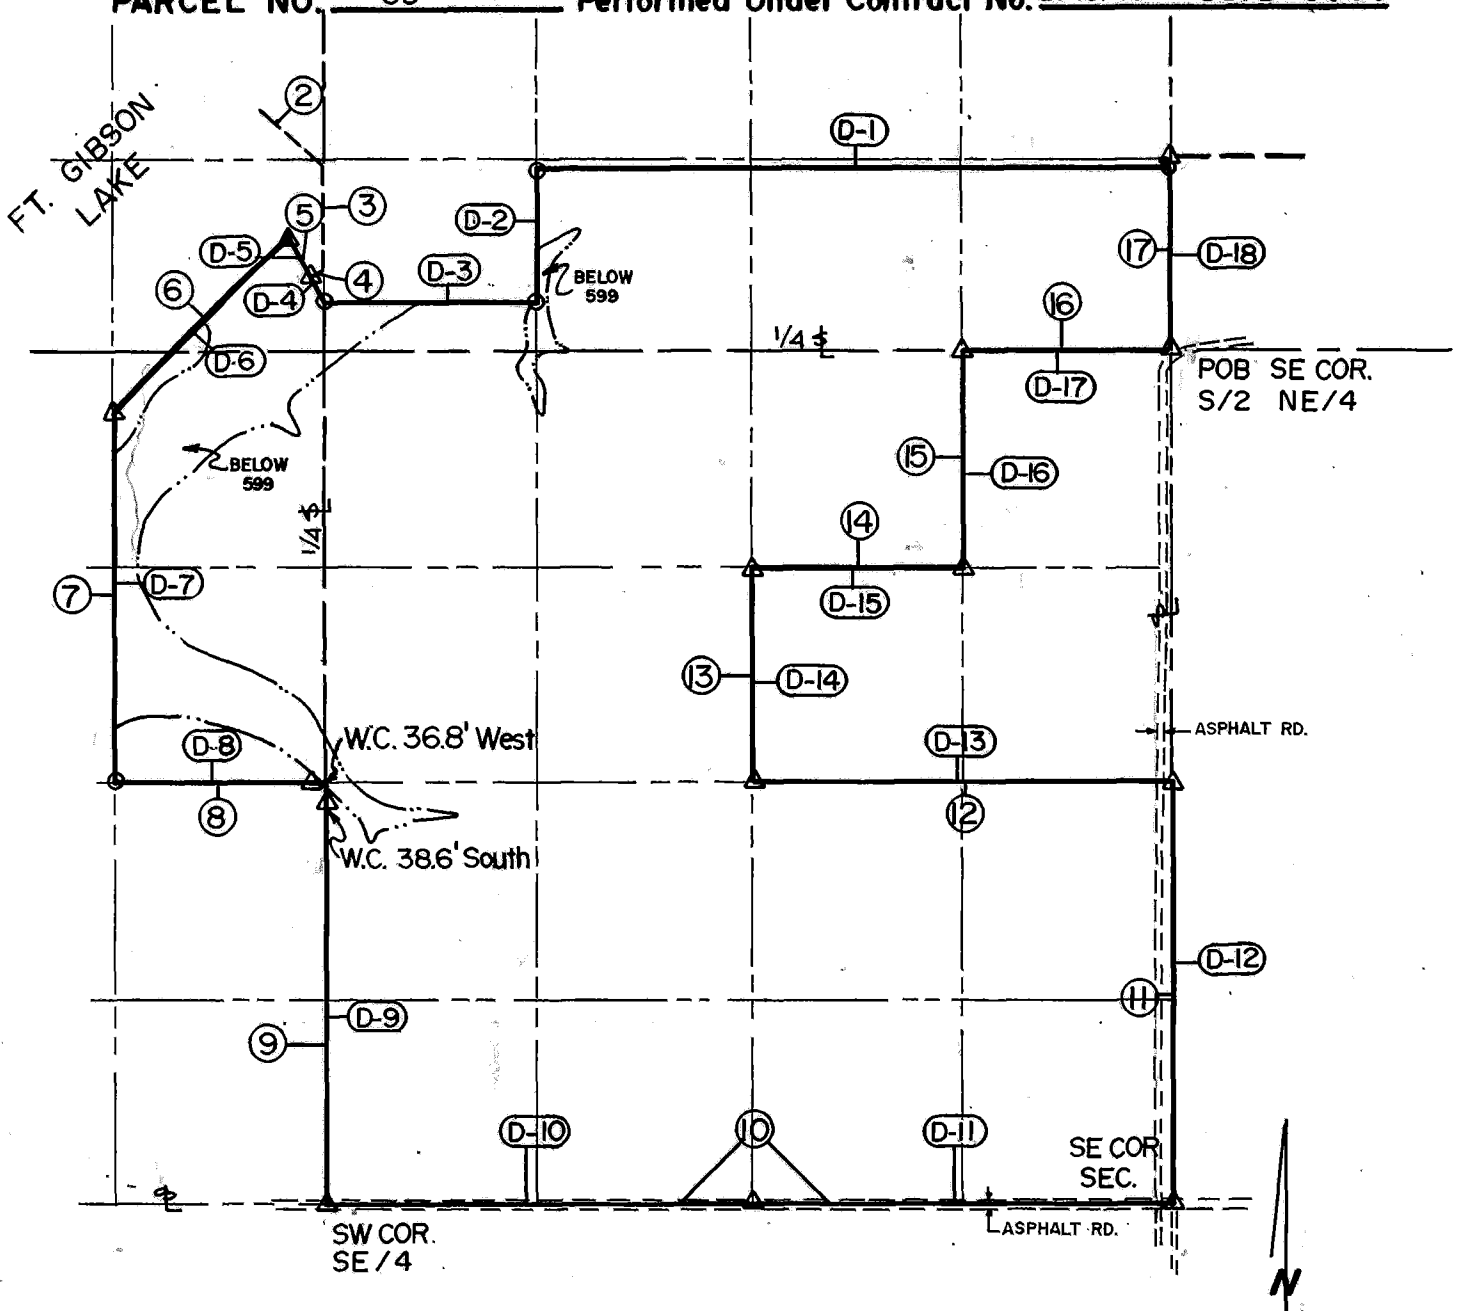 PARCEL NO. Performed Under Contract No.
2
FT. GIBSON
LAKE
D-1
5
3
D-2
D-5
17
D-18
D-3
4
BELOW
599
6
D-4
16
D-6
1/4 ⅊
D-17
POB SE COR.
S/2 NE/4
15
BELOW
599
D-16
1/4 ⅊
14
7
D-7
D-15
13
D-14
ASPHALT RD.
W.C. 36.8' West
D-8
D-13
8
12
W.C. 38.6' South
D-12
11
D-9
9
D-10
10
D-11
SE COR
SEC.
SW COR.
SE/4
ASPHALT RD.
N